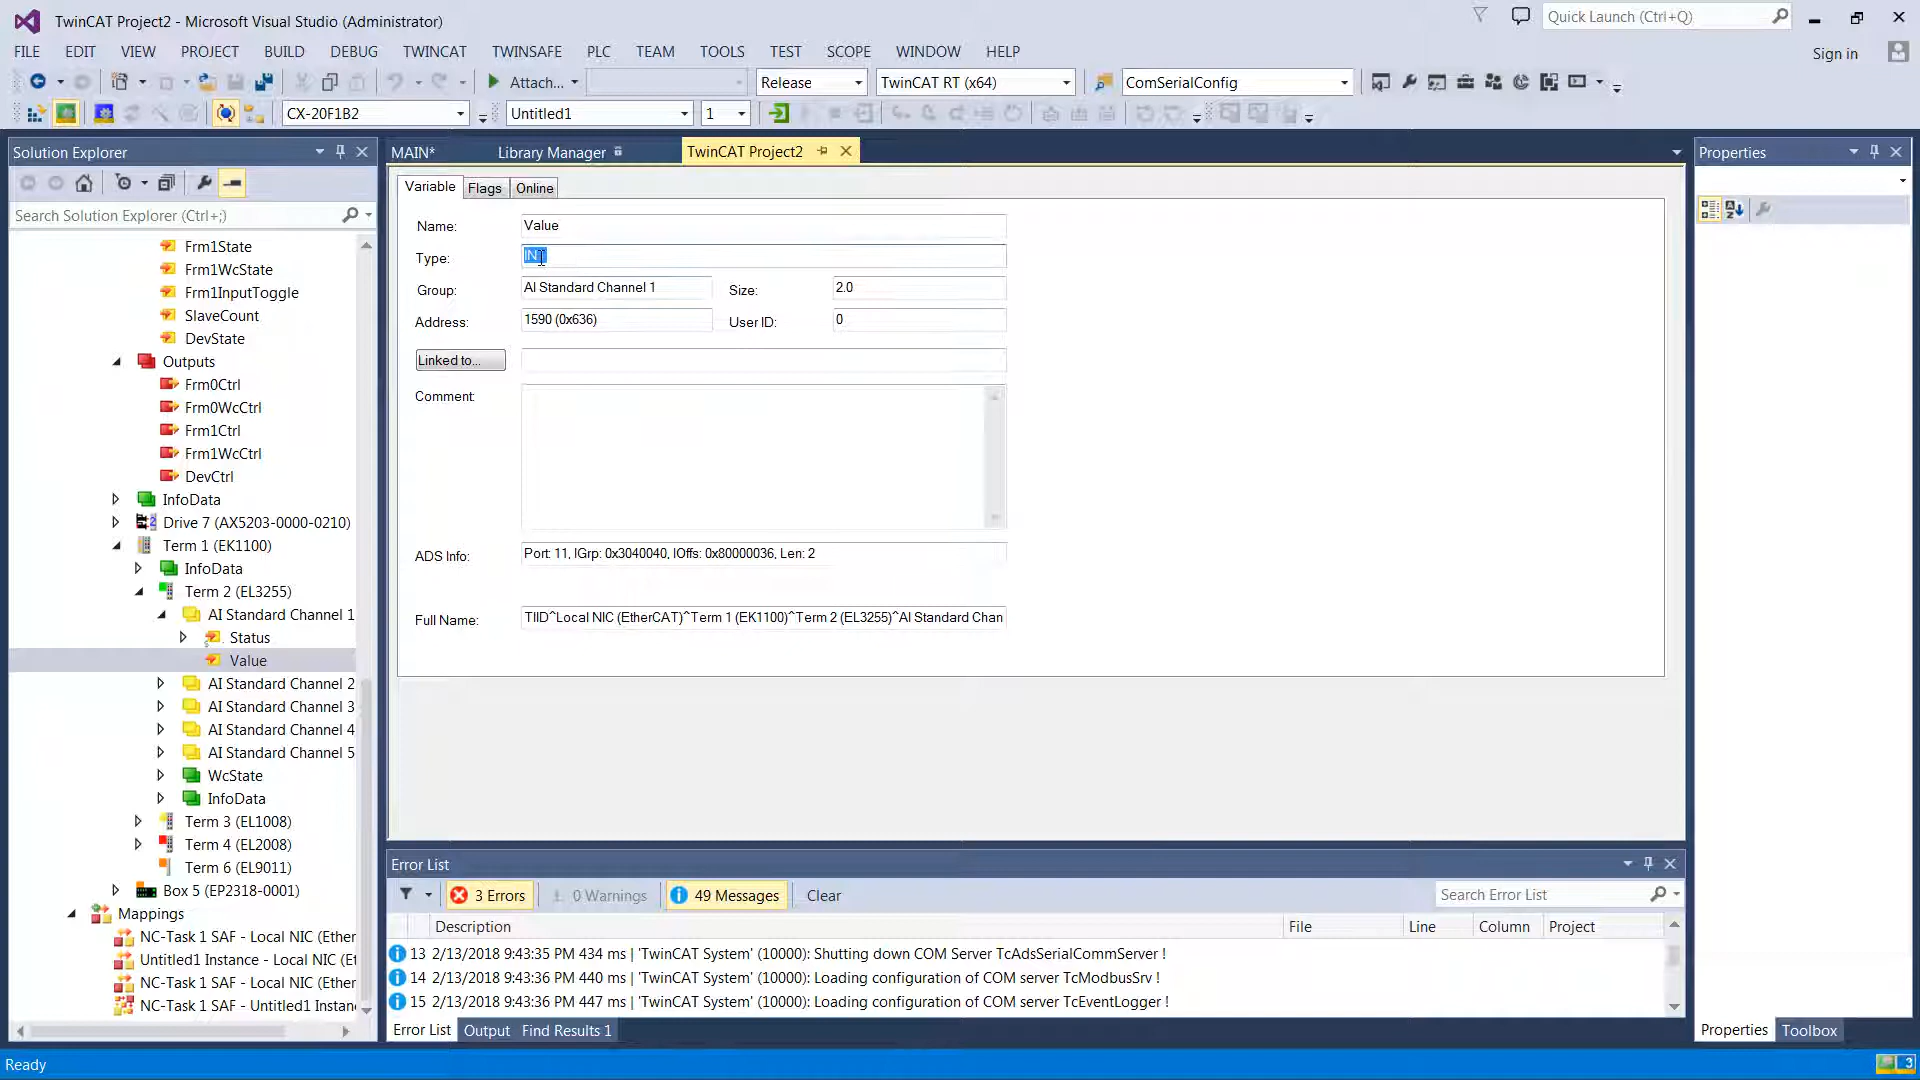 TwinCAT Project2 - Microsoft Visual Studio (Administrator)
Quick Launch (Ctrl+Q)
FILE EDIT VIEW PROJECT BUILD DEBUG TWINCAT TWINSAFE PLC TEAM TOOLS TEST SCOPE WINDOW HELP
Sign in
Attach...
Release
TwinCAT RT (x64)
ComSerialConfig
CX-20F1B2
Untitled1
1
Solution Explorer
MAIN*
Library Manager
TwinCAT Project2
Properties
Search Solution Explorer (Ctrl+;)
Frm1State
Frm1WcState
Frm1InputToggle
SlaveCount
DevState
Outputs
Frm0Ctrl
Frm0WcCtrl
Frm1Ctrl
Frm1WcCtrl
DevCtrl
InfoData
Drive 7 (AX5203-0000-0210)
Term 1 (EK1100)
InfoData
Term 2 (EL3255)
AI Standard Channel 1
Status
Value
AI Standard Channel 2
AI Standard Channel 3
AI Standard Channel 4
AI Standard Channel 5
WcState
InfoData
Term 3 (EL1008)
Term 4 (EL2008)
Term 6 (EL9011)
Box 5 (EP2318-0001)
Mappings
NC-Task 1 SAF - Local NIC (Ether
Untitled1 Instance - Local NIC (Et
NC-Task 1 SAF - Local NIC (Ether
NC-Task 1 SAF - Untitled1 Instan
Variable
Flags
Online
Name: Value
Type: INT
Group: AI Standard Channel 1
Size: 2.0
Address: 1590 (0x636)
User ID: 0
Linked to...
Comment:
ADS Info: Port: 11, IGrp: 0x3040040, IOffs: 0x80000036, Len: 2
Full Name: TIID^Local NIC (EtherCAT)^Term 1 (EK1100)^Term 2 (EL3255)^AI Standard Chan
Error List
3 Errors
0 Warnings
49 Messages
Clear
Search Error List
Description File Line Column Project
13 2/13/2018 9:43:35 PM 434 ms | 'TwinCAT System' (10000): Shutting down COM Server TcAdsSerialCommServer !
14 2/13/2018 9:43:36 PM 440 ms | 'TwinCAT System' (10000): Loading configuration of COM server TcModbusSrv !
15 2/13/2018 9:43:36 PM 447 ms | 'TwinCAT System' (10000): Loading configuration of COM server TcEventLogger !
Error List
Output
Find Results 1
Properties
Toolbox
Ready
3